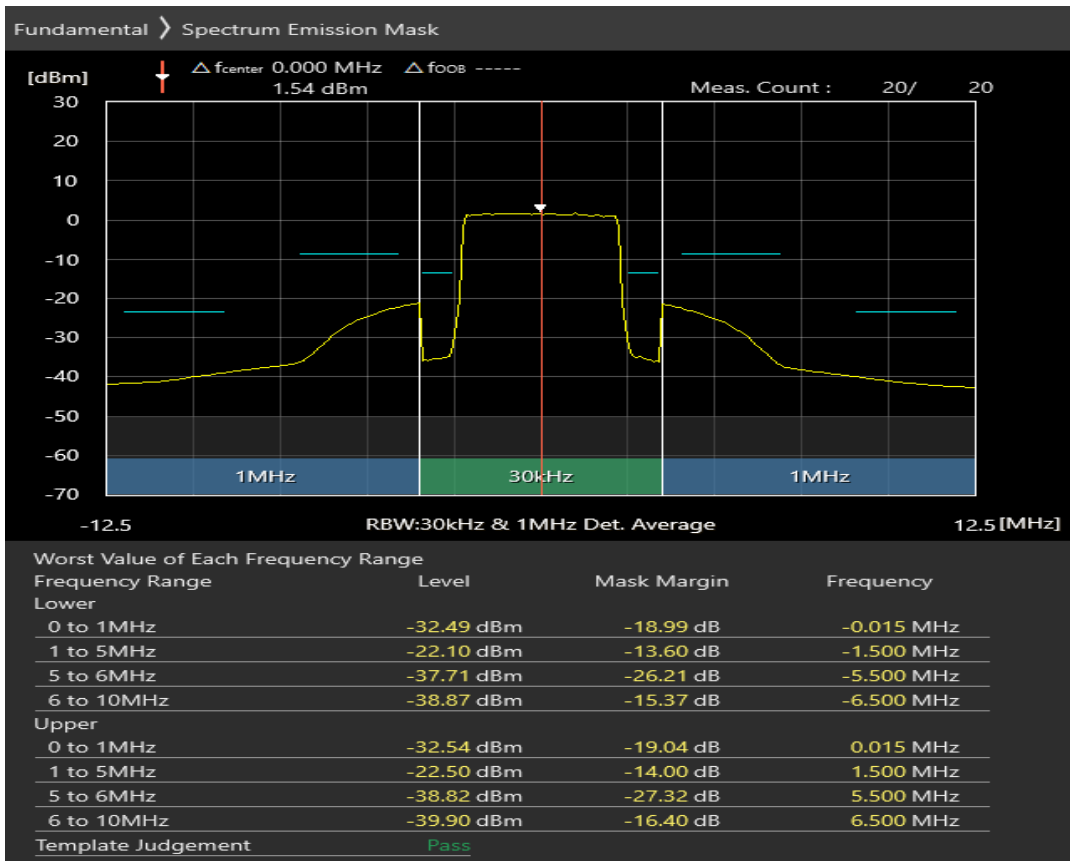 Fundamental ❯ Spectrum Emission Mask
[dBm] △ fcenter 0.000 MHz △ fOOB -----
1.54 dBm Meas. Count : 20/ 20
30
20
10
0
-10
-20
-30
-40
-50
-60
1MHz 30kHz 1MHz
-70
-12.5 RBW:30kHz & 1MHz Det. Average 12.5 [MHz]
Worst Value of Each Frequency Range
Frequency Range Level Mask Margin Frequency
Lower
0 to 1MHz -32.49 dBm -18.99 dB -0.015 MHz
1 to 5MHz -22.10 dBm -13.60 dB -1.500 MHz
5 to 6MHz -37.71 dBm -26.21 dB -5.500 MHz
6 to 10MHz -38.87 dBm -15.37 dB -6.500 MHz
Upper
0 to 1MHz -32.54 dBm -19.04 dB 0.015 MHz
1 to 5MHz -22.50 dBm -14.00 dB 1.500 MHz
5 to 6MHz -38.82 dBm -27.32 dB 5.500 MHz
6 to 10MHz -39.90 dBm -16.40 dB 6.500 MHz
Template Judgement Pass